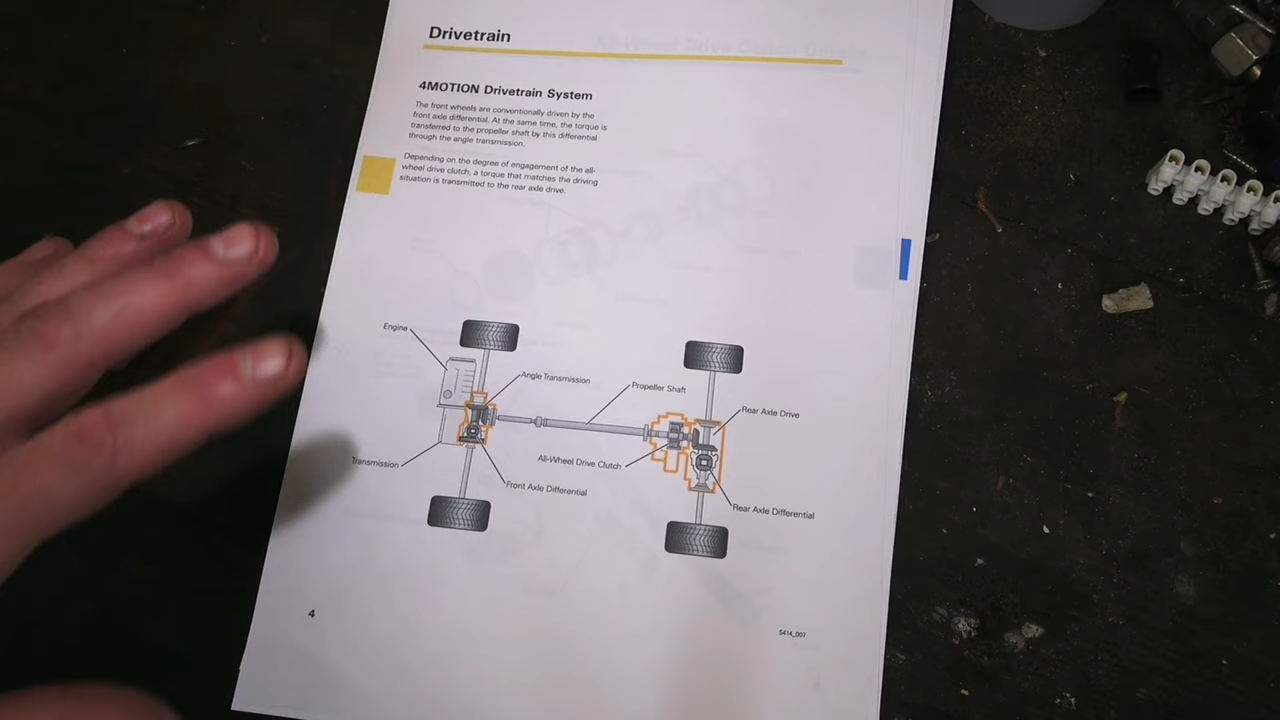 Drivetrain
4MOTION Drivetrain System
The front wheels are conventionally driven by the
front axle differential. At the same time, the torque is
transferred to the propeller shaft by this differential
through the angle transmission.
Depending on the degree of engagement of the all-
wheel drive clutch, a torque that matches the driving
situation is transmitted to the rear axle drive.
Engine
Angle Transmission
Propeller Shaft
Rear Axle Drive
Transmission
All-Wheel Drive Clutch
Front Axle Differential
Rear Axle Differential
4
S414_007